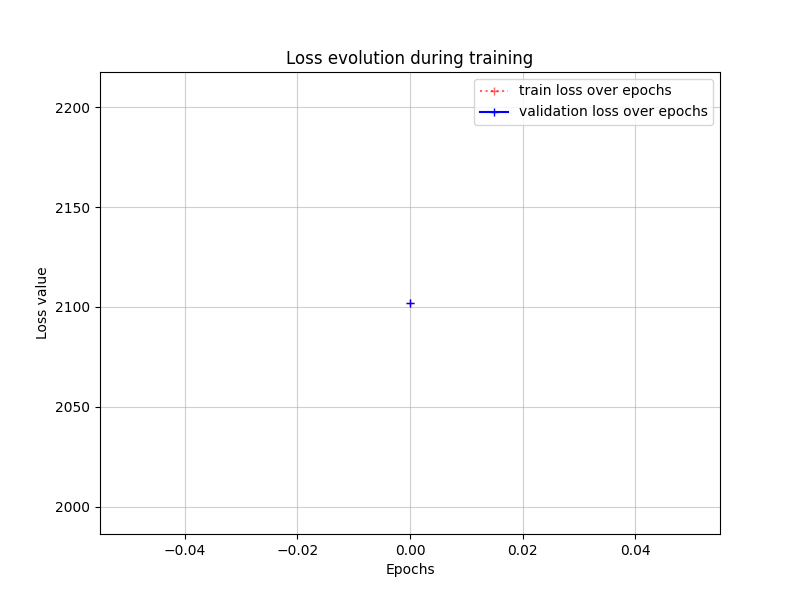 Loss evolution during training
train loss over epochs
validation loss over epochs
2200
2150
2100
2050
2000
−0.04 −0.02 0.00 0.02 0.04
Epochs
Loss value